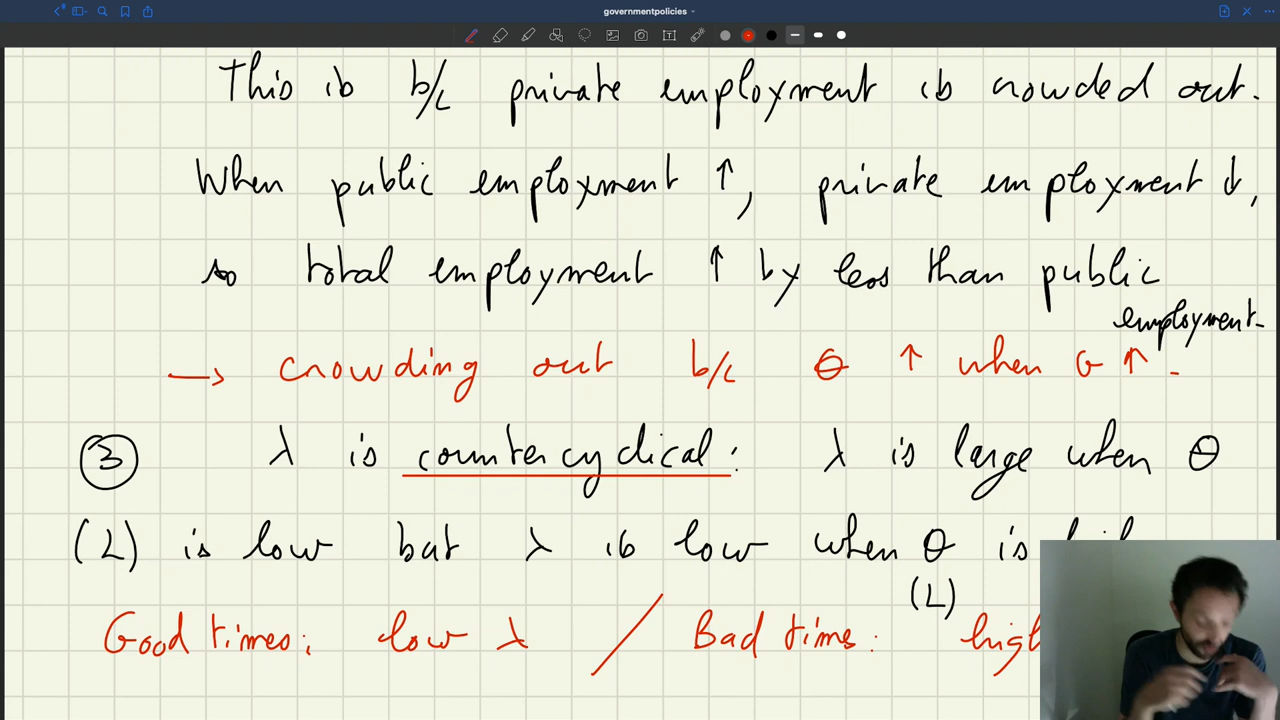 governmentpolicies
This is b/c private employment is crowded out.
When public employment ↑, private employment ↓,
so total employment ↑ by less than public
employment.
→ crowding out b/c θ ↑ when G ↑.
③ λ is countercyclical: λ is large when θ
(L) is low but λ is low when θ is
(L)
Good times: low λ / Bad time: